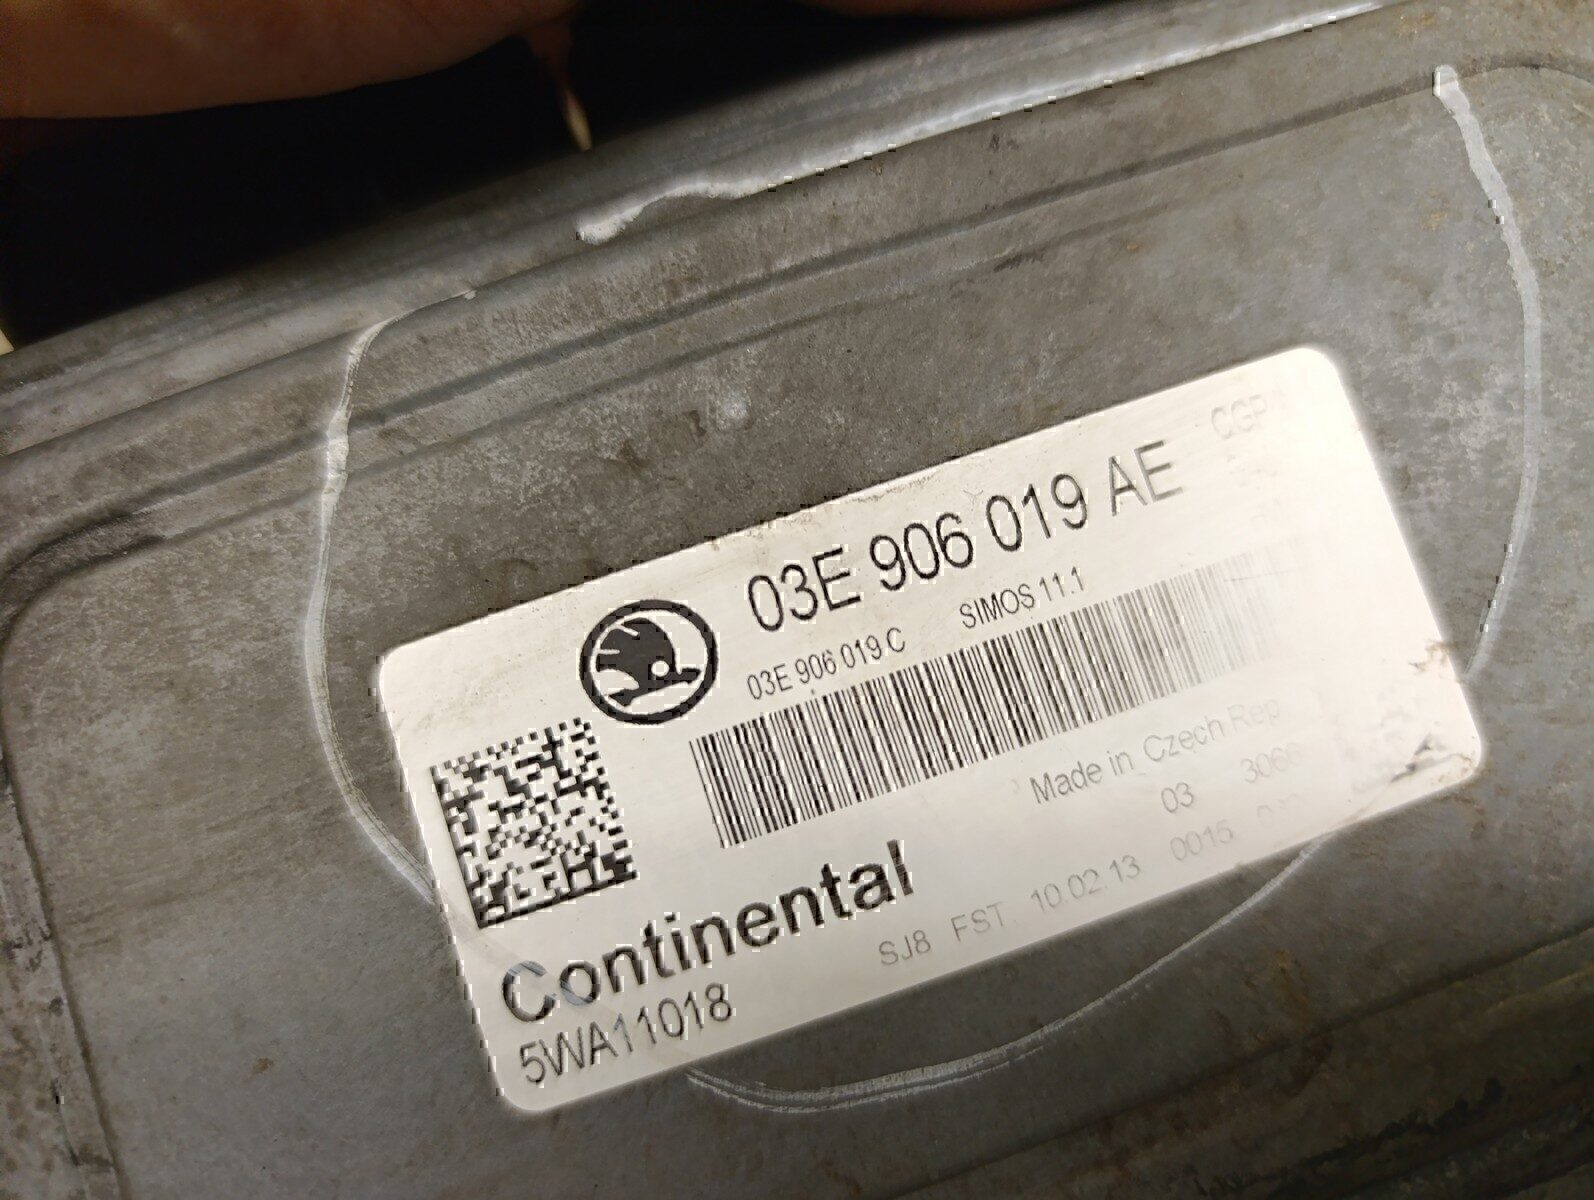 CGP
03E 906 019 AE
03E 906 019 C SIMOS 11.1
Made in Czech Rep
03
Continental
SJ8 FST. 10.02.13 0015
5WA11018